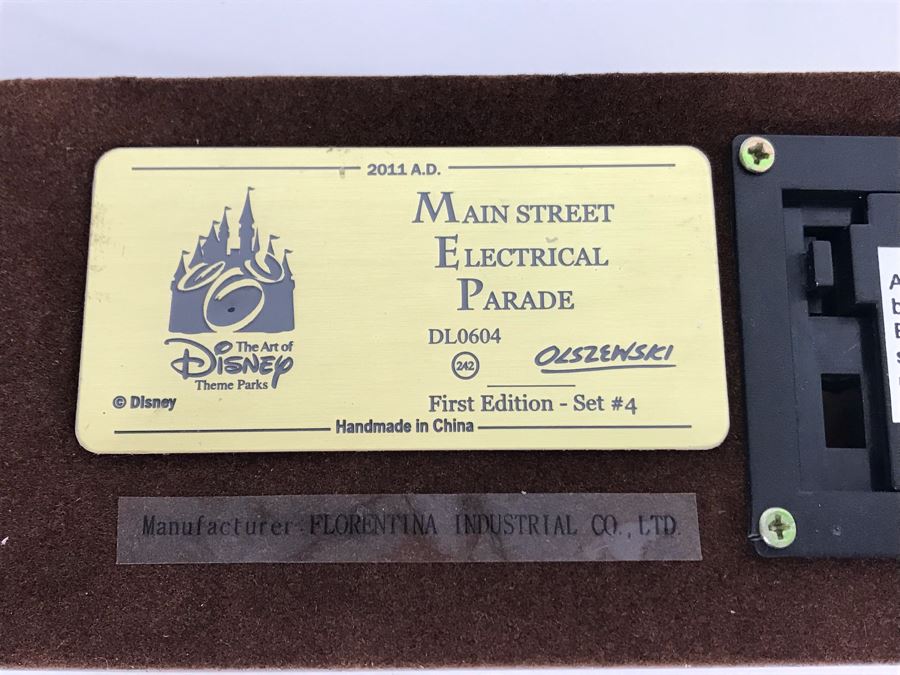 2011 A.D.
MAIN STREET
ELECTRICAL
PARADE
The Art of
Disney
Theme Parks
DL0604
242
OLSZEWSKI
© Disney
First Edition - Set #4
Handmade in China
Manufacturer: FLORENTINA INDUSTRIAL CO., LTD.